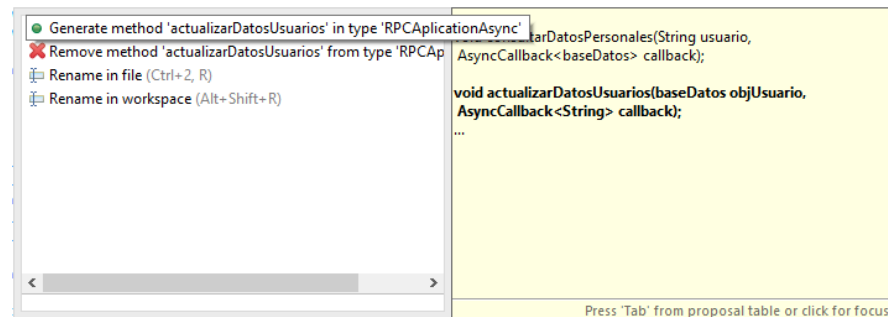 Generate method 'actualizarDatosUsuarios' in type 'RPCAplicationAsync'
Remove method 'actualizarDatosUsuarios' from type 'RPCAp
Rename in file (Ctrl+2, R)
Rename in workspace (Alt+Shift+R)
tarDatosPersonales(String usuario,
AsyncCallback<baseDatos> callback);
void actualizarDatosUsuarios(baseDatos objUsuario,
AsyncCallback<String> callback);
...
Press 'Tab' from proposal table or click for focus